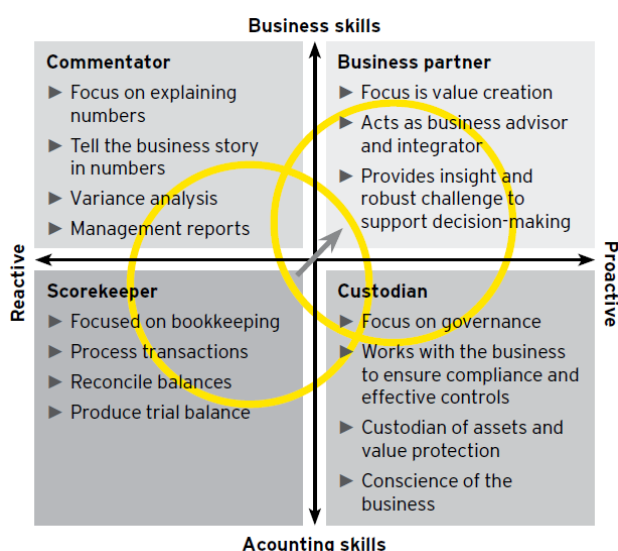 Business skills
Commentator
► Focus on explaining
numbers
► Tell the business story
in numbers
► Variance analysis
► Management reports
Business partner
► Focus is value creation
► Acts as business advisor
and integrator
► Provides insight and
robust challenge to
support decision-making
Reactive
Proactive
Scorekeeper
► Focused on bookkeeping
► Process transactions
► Reconcile balances
► Produce trial balance
Custodian
► Focus on governance
► Works with the business
to ensure compliance and
effective controls
► Custodian of assets and
value protection
► Conscience of the
business
Acounting skills